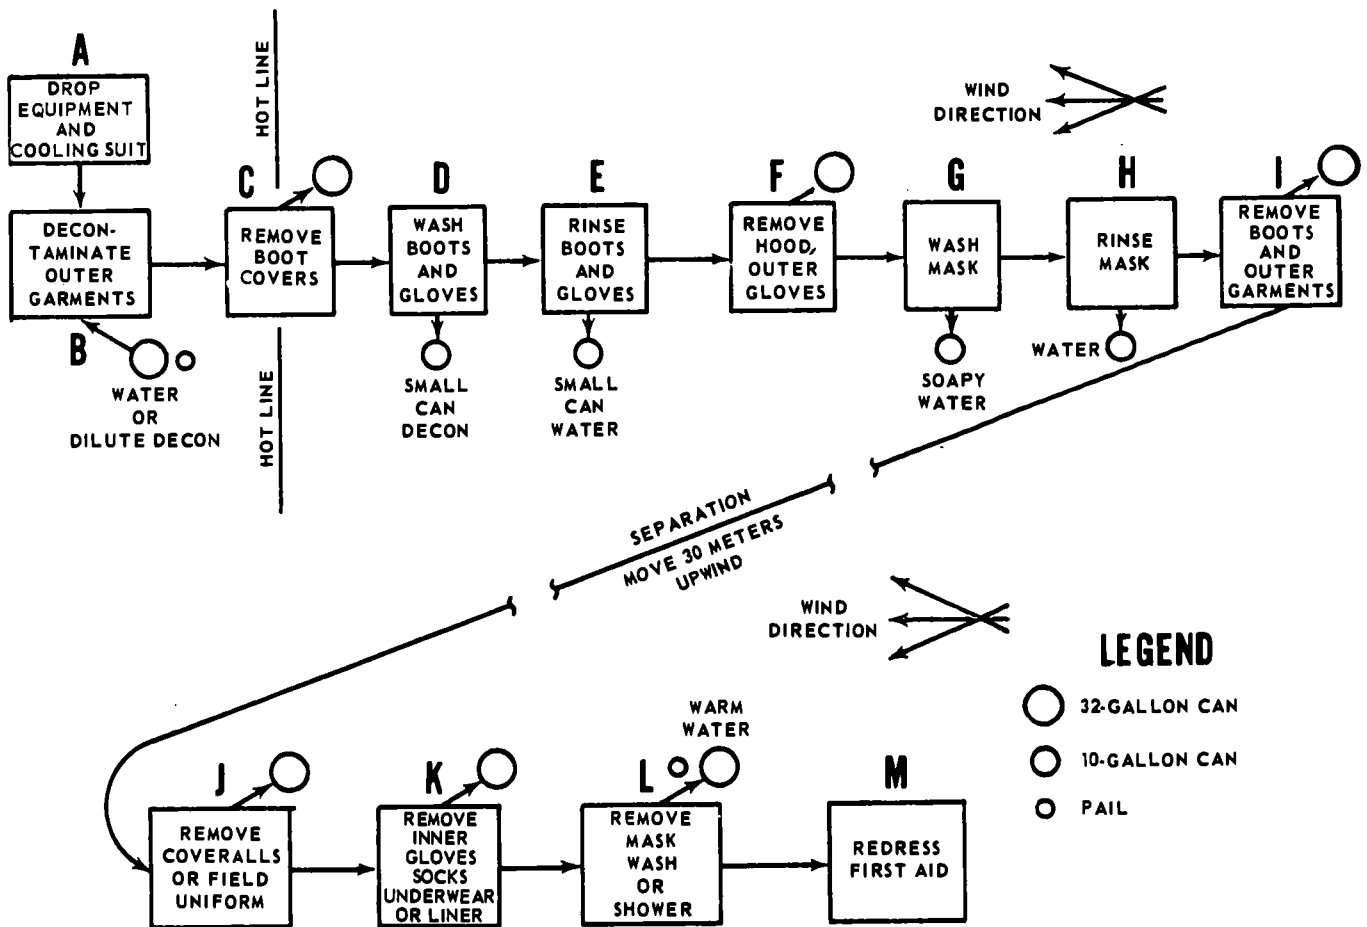 A
DROP
EQUIPMENT
AND
COOLING SUIT
HOT LINE
WIND
DIRECTION
B
DECON-
TAMINATE
OUTER
GARMENTS
WATER
OR
DILUTE DECON
C
REMOVE
BOOT
COVERS
HOT LINE
D
WASH
BOOTS
AND
GLOVES
SMALL
CAN
DECON
E
RINSE
BOOTS
AND
GLOVES
SMALL
CAN
WATER
F
REMOVE
HOOD,
OUTER
GLOVES
G
WASH
MASK
SOAPY
WATER
H
RINSE
MASK
WATER
I
REMOVE
BOOTS
AND
OUTER
GARMENTS
SEPARATION
MOVE 30 METERS
UPWIND
WIND
DIRECTION
LEGEND
32-GALLON CAN
10-GALLON CAN
PAIL
J
REMOVE
COVERALLS
OR FIELD
UNIFORM
K
REMOVE
INNER
GLOVES
SOCKS
UNDERWEAR
OR LINER
WARM
WATER
L
REMOVE
MASK
WASH
OR
SHOWER
M
REDRESS
FIRST AID